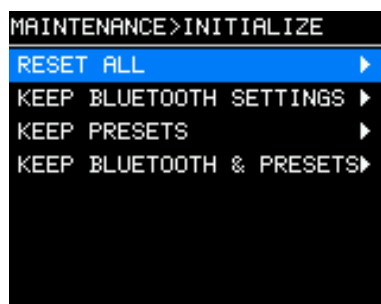 MAINTENANCE>INITIALIZE
RESET ALL
KEEP BLUETOOTH SETTINGS
KEEP PRESETS
KEEP BLUETOOTH & PRESETS